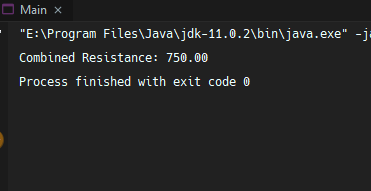 Main ×
"E:\Program Files\Java\jdk-11.0.2\bin\java.exe" -ja
Combined Resistance: 750.00
Process finished with exit code 0